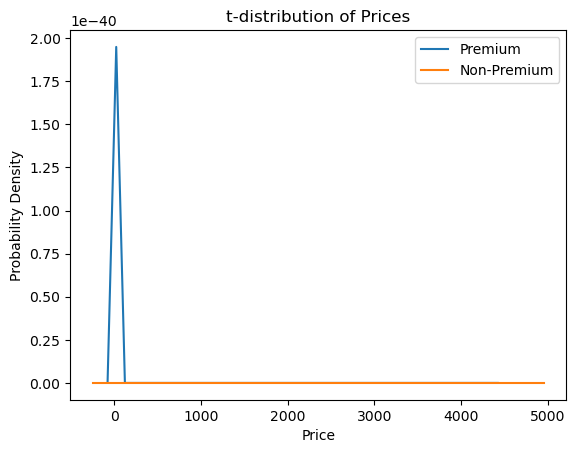 t-distribution of Prices
1e−40
2.00
1.75
1.50
1.25
1.00
0.75
0.50
0.25
0.00
Probability Density
Premium
Non-Premium
0 1000 2000 3000 4000 5000
Price